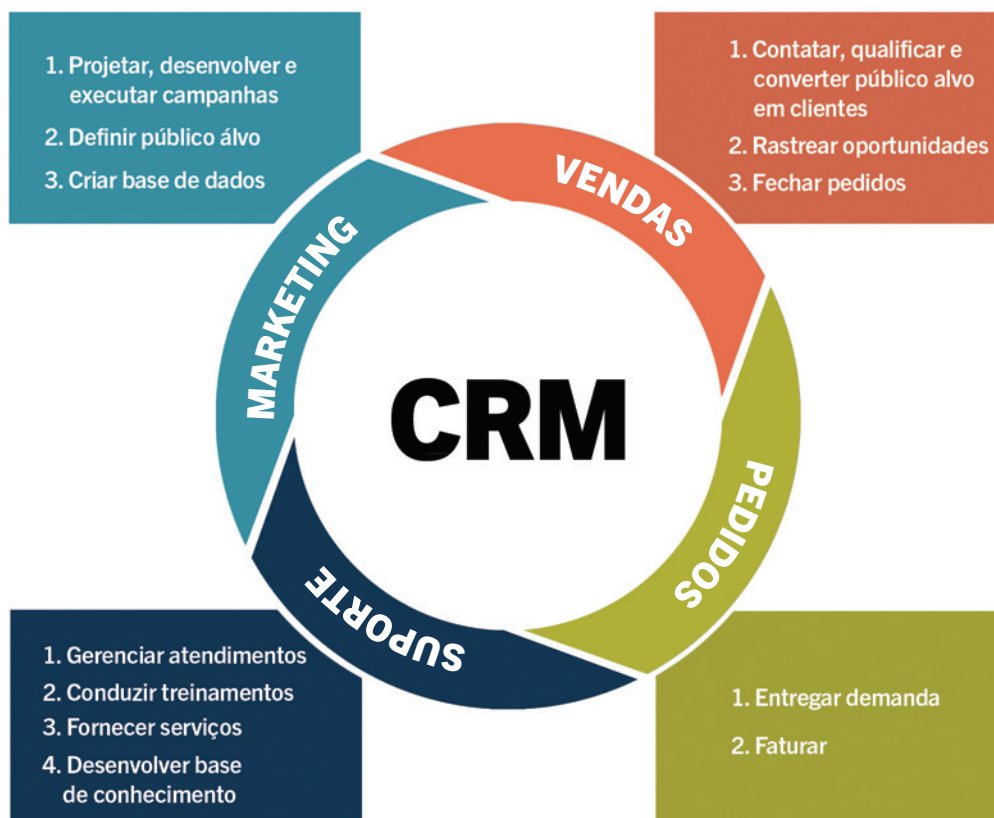 1. Projetar, desenvolver e
executar campanhas
2. Definir público álvo
3. Criar base de dados
1. Contatar, qualificar e
converter público alvo
em clientes
2. Rastrear oportunidades
3. Fechar pedidos
MARKETING
VENDAS
CRM
PEDIDOS
SUPORTE
1. Gerenciar atendimentos
2. Conduzir treinamentos
3. Fornecer serviços
4. Desenvolver base
de conhecimento
1. Entregar demanda
2. Faturar